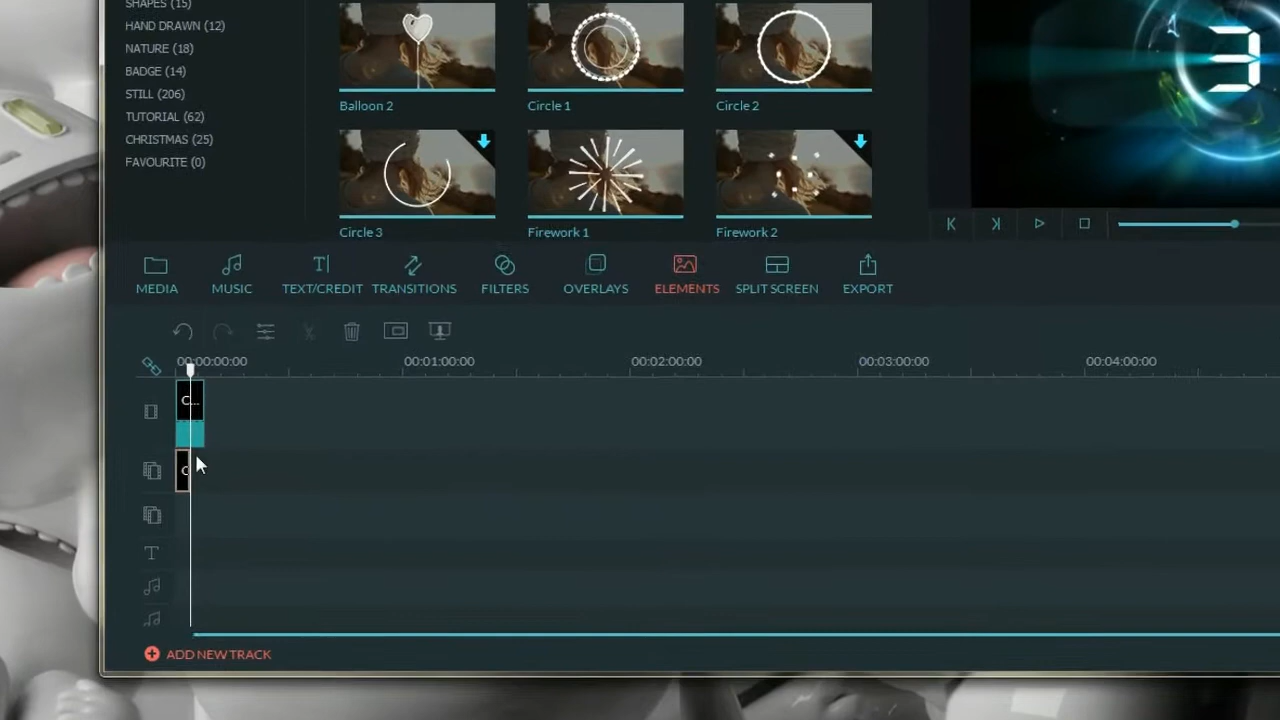 SHAPES (15)
HAND DRAWN (12)
NATURE (18)
BADGE (14)
STILL (206)
TUTORIAL (62)
CHRISTMAS (25)
FAVOURITE (0)
Balloon 2
Circle 1
Circle 2
Circle 3
Firework 1
Firework 2
3
MEDIA
MUSIC
TEXT/CREDIT
TRANSITIONS
FILTERS
OVERLAYS
ELEMENTS
SPLIT SCREEN
EXPORT
00:00:00:00
00:01:00:00
00:02:00:00
00:03:00:00
00:04:00:00
C...
C
ADD NEW TRACK